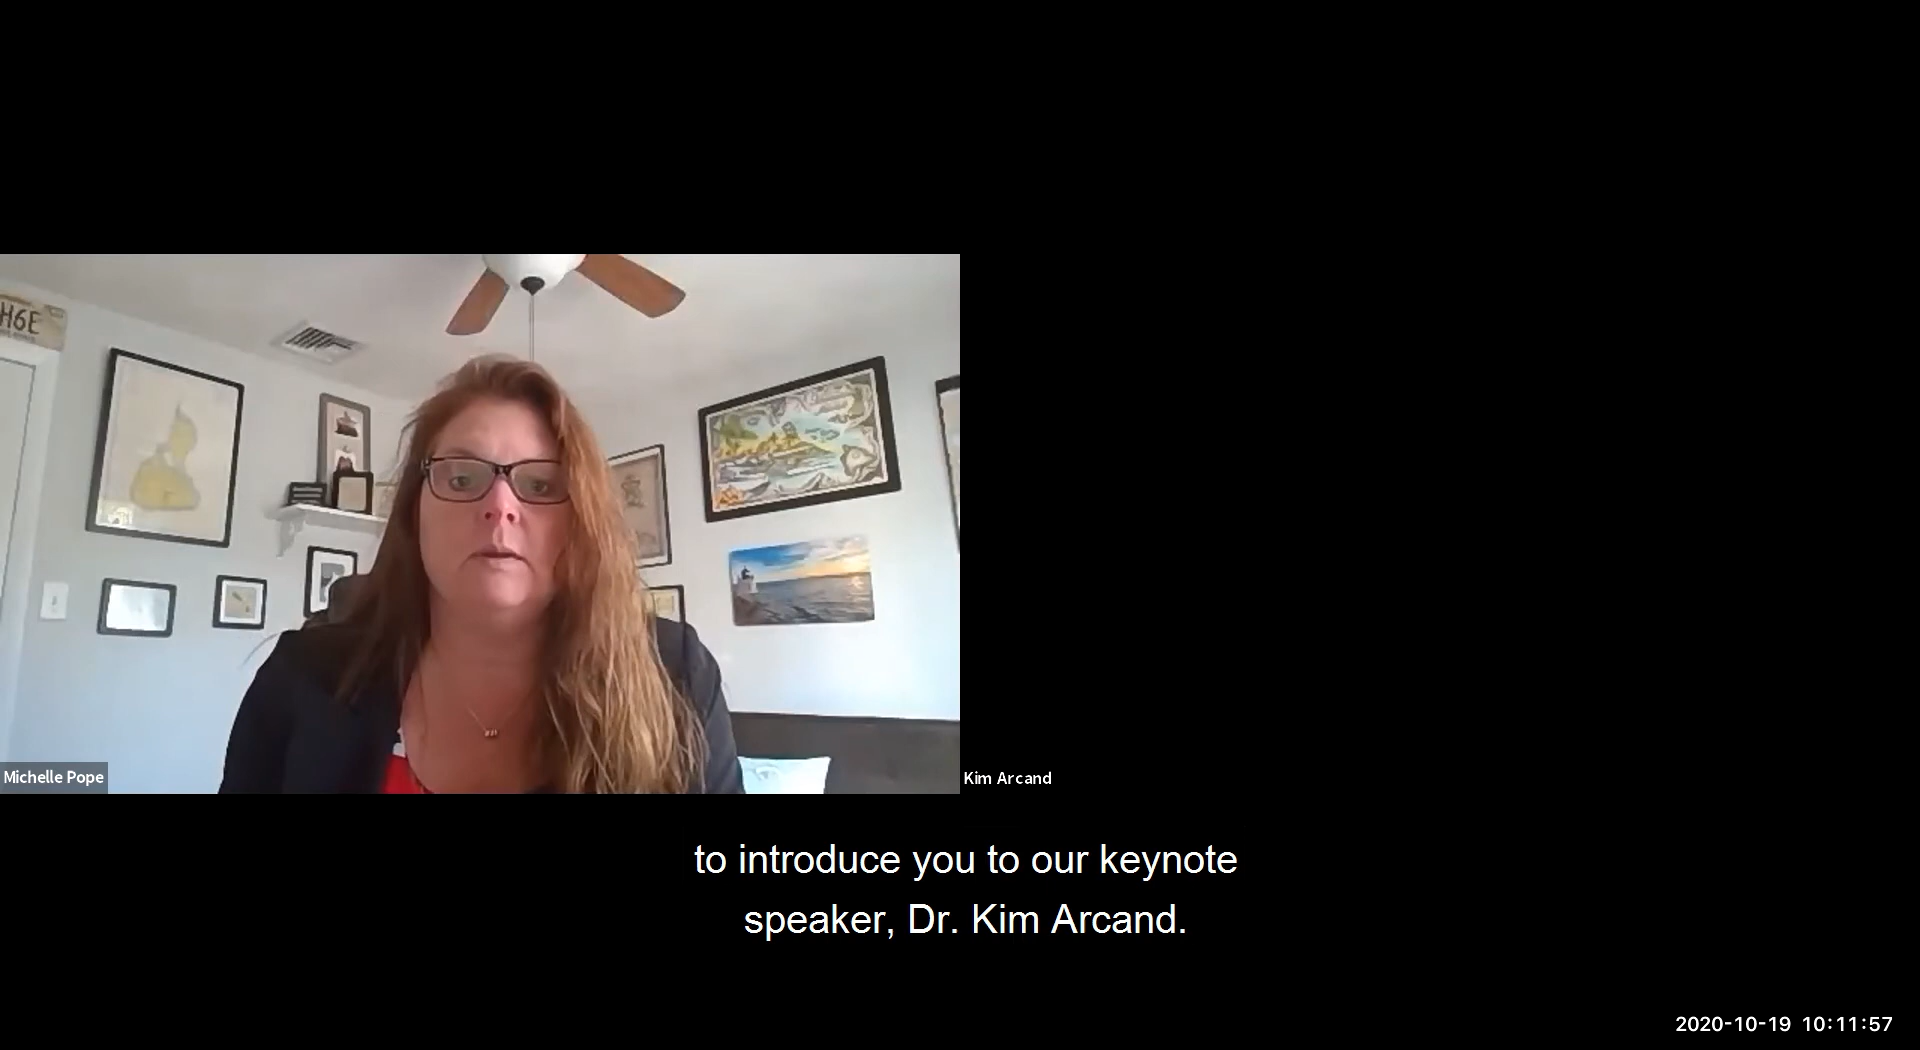 H6E
Michelle Pope
Kim Arcand
to introduce you to our keynote
speaker, Dr. Kim Arcand.
2020-10-19 10:11:57